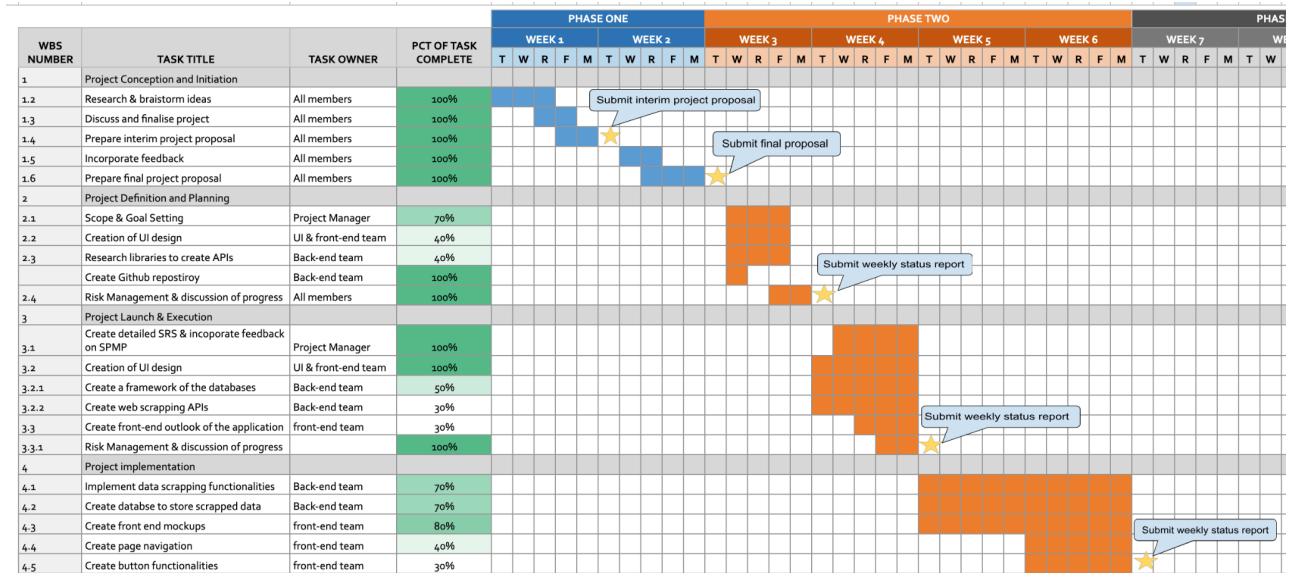 PHASE ONE PHASE TWO PHAS
WEEK 1 WEEK 2 WEEK 3 WEEK 4 WEEK 5 WEEK 6 WEEK 7 WE
WBS NUMBER TASK TITLE TASK OWNER PCT OF TASK COMPLETE
T W R F M T W R F M T W R F M T W R F M T W R F M T W R F M T W R F M T W
1 Project Conception and Initiation
1.2 Research & braistorm ideas All members 100%
Submit interim project proposal
1.3 Discuss and finalise project All members 100%
1.4 Prepare interim project proposal All members 100%
Submit final proposal
1.5 Incorporate feedback All members 100%
1.6 Prepare final project proposal All members 100%
2 Project Definition and Planning
2.1 Scope & Goal Setting Project Manager 70%
2.2 Creation of UI design UI & front-end team 40%
2.3 Research libraries to create APIs Back-end team 40%
Submit weekly status report
Create Github repostiroy Back-end team 100%
2.4 Risk Management & discussion of progress All members 100%
3 Project Launch & Execution
Create detailed SRS & incoporate feedback
3.1 on SPMP Project Manager 100%
3.2 Creation of UI design UI & front-end team 100%
3.2.1 Create a framework of the databases Back-end team 50%
3.2.2 Create web scrapping APIs Back-end team 30%
Submit weekly status report
3.3 Create front-end outlook of the application front-end team 30%
3.3.1 Risk Management & discussion of progress 100%
4 Project implementation
4.1 Implement data scrapping functionalities Back-end team 70%
4.2 Create databse to store scrapped data Back-end team 70%
4.3 Create front end mockups front-end team 80%
Submit weekly status report
4.4 Create page navigation front-end team 40%
4.5 Create button functionalities front-end team 30%